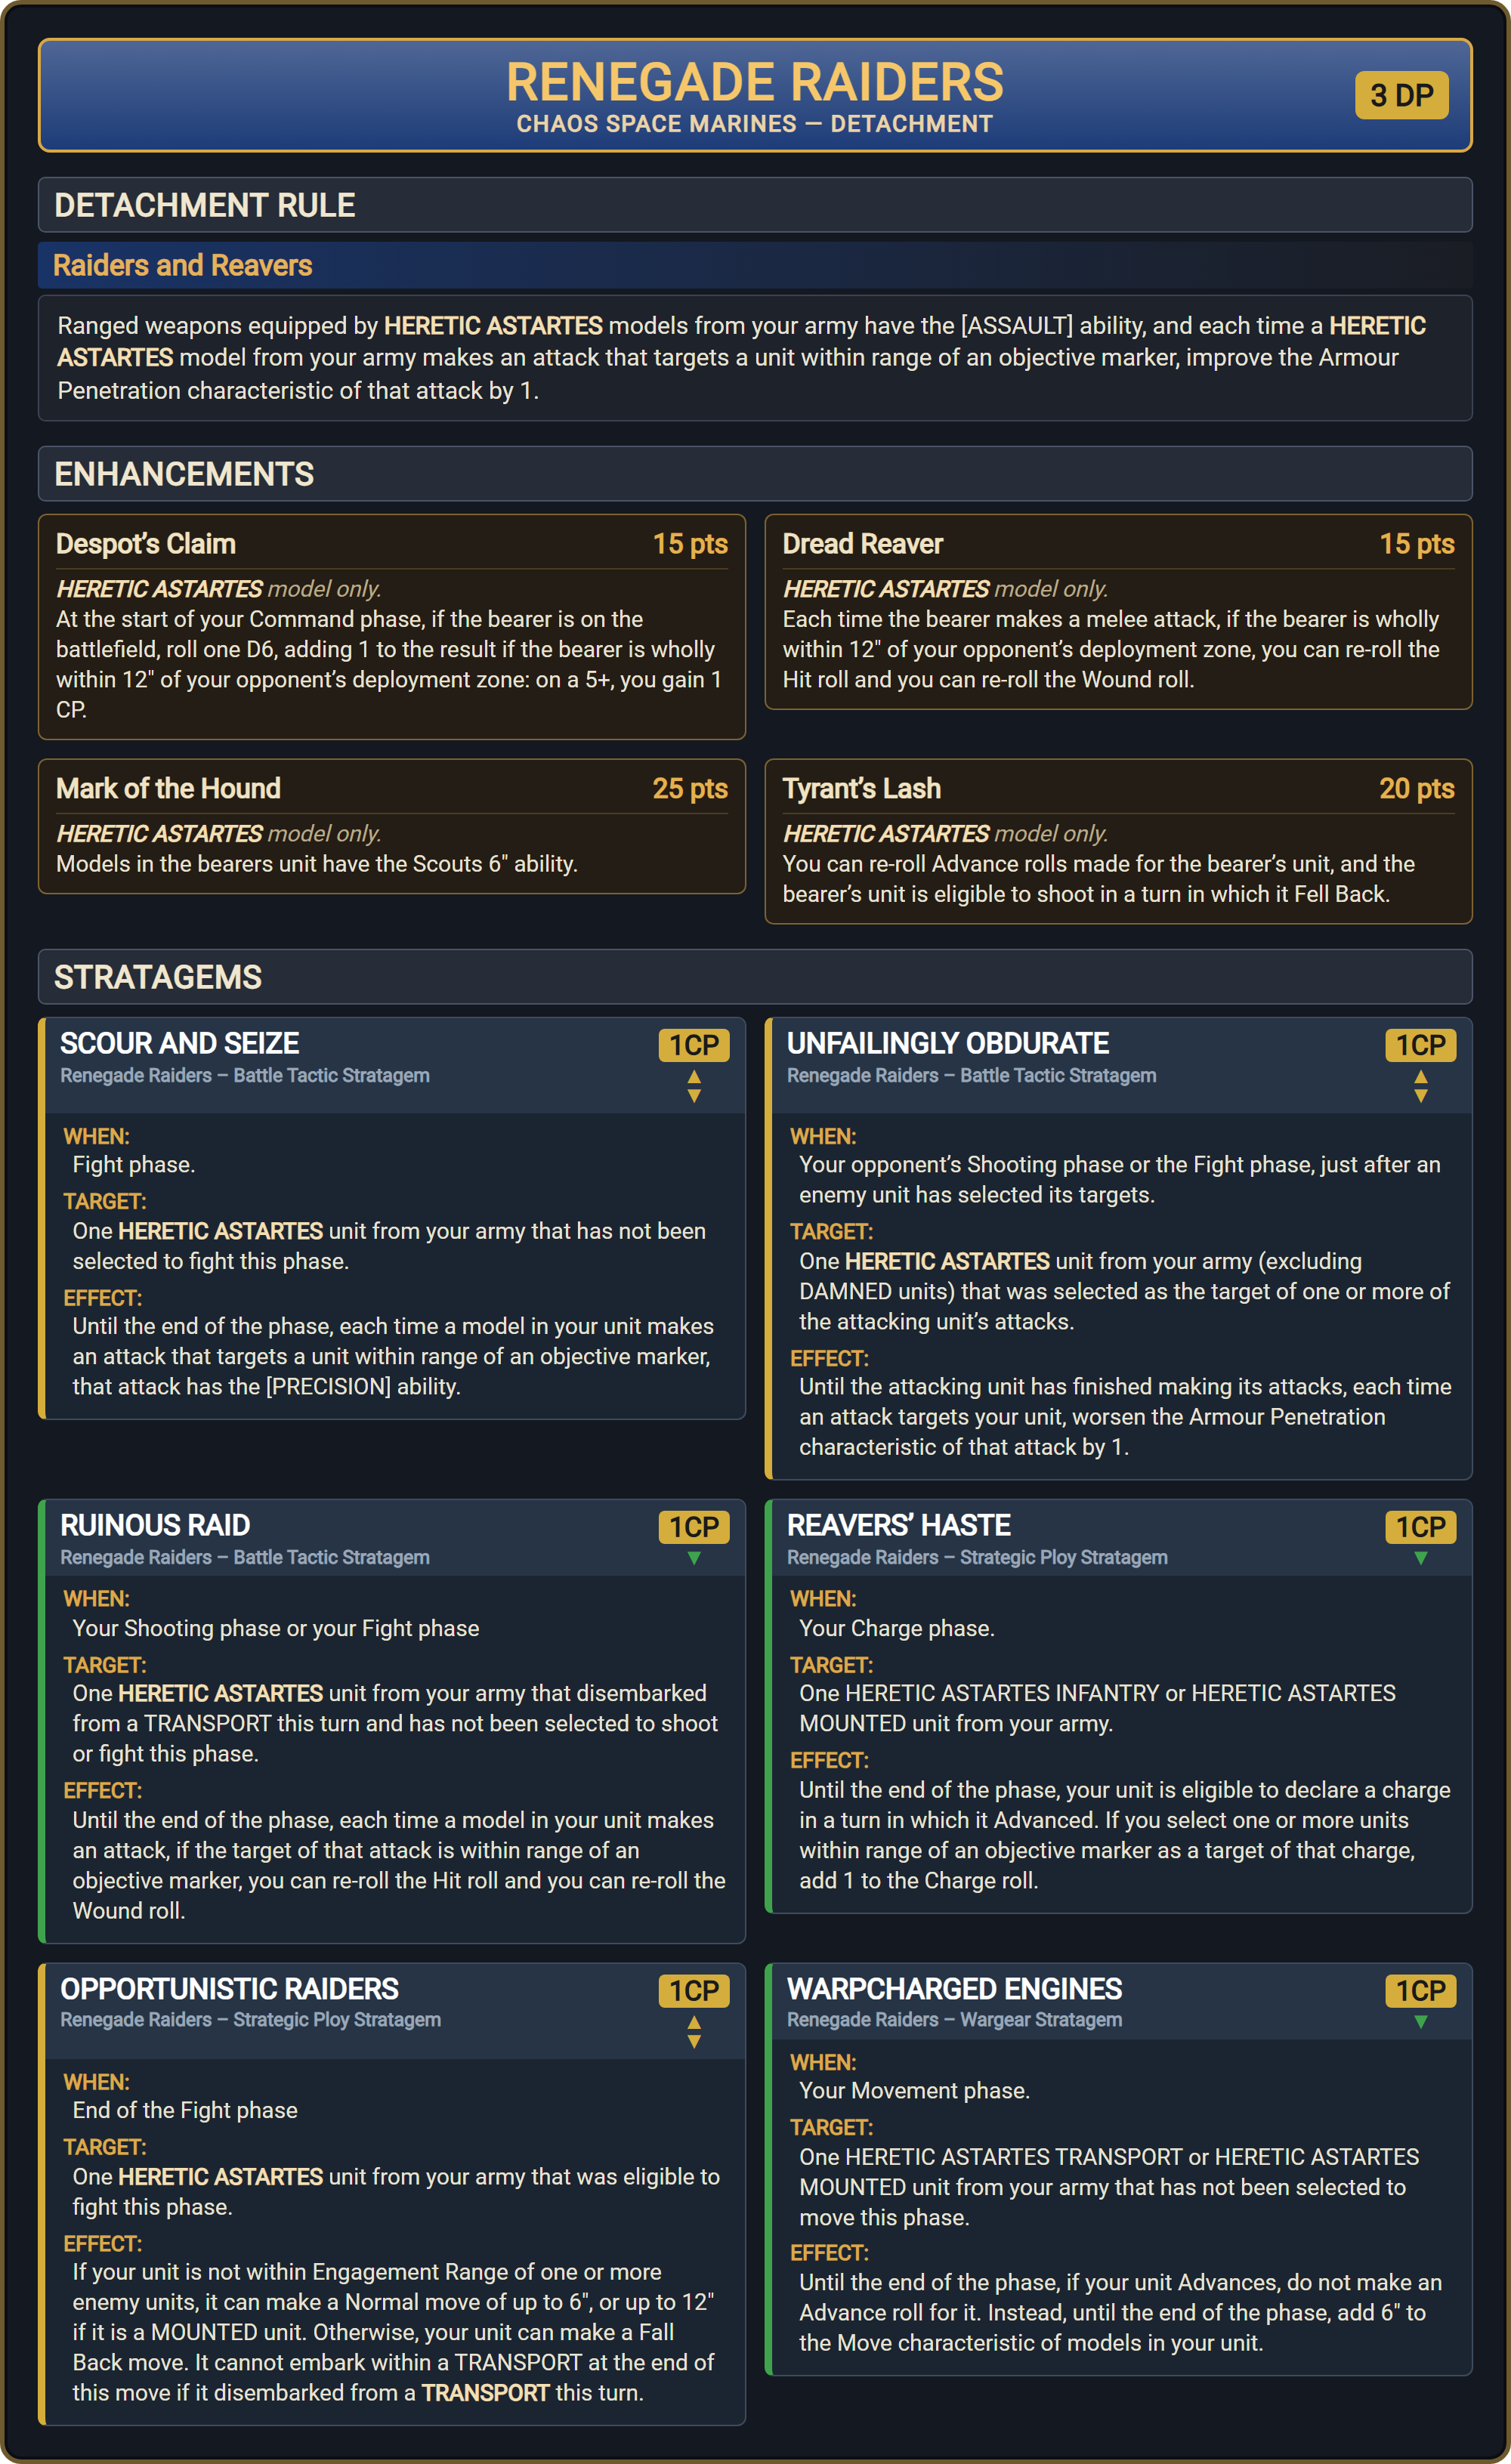 RENEGADE RAIDERS
CHAOS SPACE MARINES — DETACHMENT
3 DP
DETACHMENT RULE
Raiders and Reavers
Ranged weapons equipped by HERETIC ASTARTES models from your army have the [ASSAULT] ability, and each time a HERETIC
ASTARTES model from your army makes an attack that targets a unit within range of an objective marker, improve the Armour
Penetration characteristic of that attack by 1.
ENHANCEMENTS
Despot’s Claim
15 pts
HERETIC ASTARTES model only.
At the start of your Command phase, if the bearer is on the
battlefield, roll one D6, adding 1 to the result if the bearer is wholly
within 12" of your opponent’s deployment zone: on a 5+, you gain 1
CP.
Dread Reaver
15 pts
HERETIC ASTARTES model only.
Each time the bearer makes a melee attack, if the bearer is wholly
within 12" of your opponent’s deployment zone, you can re-roll the
Hit roll and you can re-roll the Wound roll.
Mark of the Hound
25 pts
HERETIC ASTARTES model only.
Models in the bearers unit have the Scouts 6" ability.
Tyrant’s Lash
20 pts
HERETIC ASTARTES model only.
You can re-roll Advance rolls made for the bearer’s unit, and the
bearer’s unit is eligible to shoot in a turn in which it Fell Back.
STRATAGEMS
SCOUR AND SEIZE
1CP
Renegade Raiders – Battle Tactic Stratagem
▲
▼
WHEN:
Fight phase.
TARGET:
One HERETIC ASTARTES unit from your army that has not been
selected to fight this phase.
EFFECT:
Until the end of the phase, each time a model in your unit makes
an attack that targets a unit within range of an objective marker,
that attack has the [PRECISION] ability.
UNFAILINGLY OBDURATE
1CP
Renegade Raiders – Battle Tactic Stratagem
▲
▼
WHEN:
Your opponent’s Shooting phase or the Fight phase, just after an
enemy unit has selected its targets.
TARGET:
One HERETIC ASTARTES unit from your army (excluding
DAMNED units) that was selected as the target of one or more of
the attacking unit’s attacks.
EFFECT:
Until the attacking unit has finished making its attacks, each time
an attack targets your unit, worsen the Armour Penetration
characteristic of that attack by 1.
RUINOUS RAID
1CP
Renegade Raiders – Battle Tactic Stratagem
▼
WHEN:
Your Shooting phase or your Fight phase
TARGET:
One HERETIC ASTARTES unit from your army that disembarked
from a TRANSPORT this turn and has not been selected to shoot
or fight this phase.
EFFECT:
Until the end of the phase, each time a model in your unit makes
an attack, if the target of that attack is within range of an
objective marker, you can re-roll the Hit roll and you can re-roll the
Wound roll.
REAVERS’ HASTE
1CP
Renegade Raiders – Strategic Ploy Stratagem
▼
WHEN:
Your Charge phase.
TARGET:
One HERETIC ASTARTES INFANTRY or HERETIC ASTARTES
MOUNTED unit from your army.
EFFECT:
Until the end of the phase, your unit is eligible to declare a charge
in a turn in which it Advanced. If you select one or more units
within range of an objective marker as a target of that charge,
add 1 to the Charge roll.
OPPORTUNISTIC RAIDERS
1CP
Renegade Raiders – Strategic Ploy Stratagem
▲
▼
WHEN:
End of the Fight phase
TARGET:
One HERETIC ASTARTES unit from your army that was eligible to
fight this phase.
EFFECT:
If your unit is not within Engagement Range of one or more
enemy units, it can make a Normal move of up to 6", or up to 12"
if it is a MOUNTED unit. Otherwise, your unit can make a Fall
Back move. It cannot embark within a TRANSPORT at the end of
this move if it disembarked from a TRANSPORT this turn.
WARPCHARGED ENGINES
1CP
Renegade Raiders – Wargear Stratagem
▼
WHEN:
Your Movement phase.
TARGET:
One HERETIC ASTARTES TRANSPORT or HERETIC ASTARTES
MOUNTED unit from your army that has not been selected to
move this phase.
EFFECT:
Until the end of the phase, if your unit Advances, do not make an
Advance roll for it. Instead, until the end of the phase, add 6" to
the Move characteristic of models in your unit.